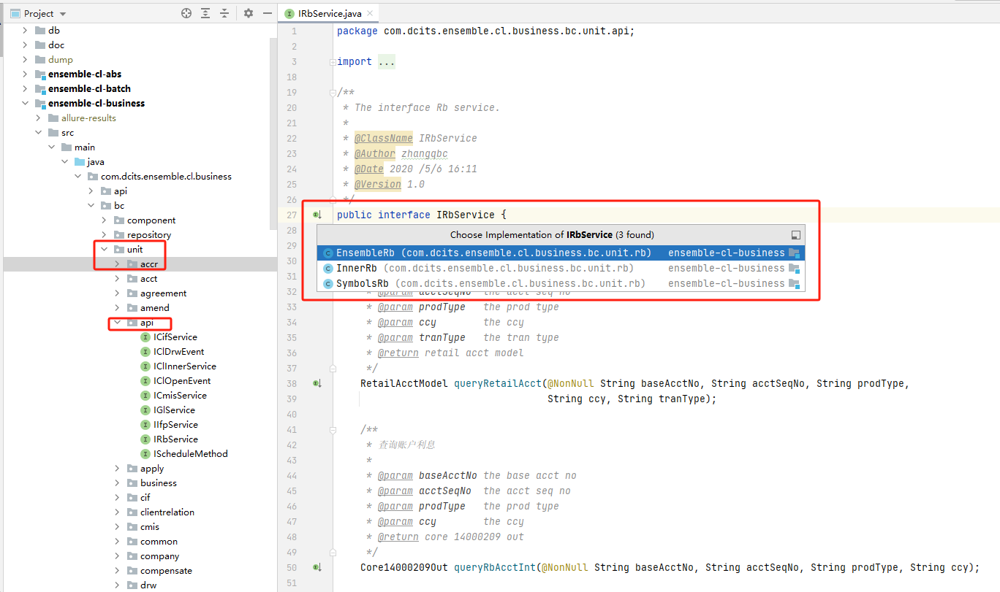 Project
db
doc
dump
ensemble-cl-abs
ensemble-cl-batch
ensemble-cl-business
allure-results
src
main
java
com.dcits.ensemble.cl.business
api
bc
component
repository
unit
accr
acct
agreement
amend
api
ICifService
IClDrwEvent
IClInnerService
IClOpenEvent
ICmisService
IGlService
IIfpService
IRbService
IScheduleMethod
apply
business
cif
clientrelation
cmis
common
company
compensate
drw
IRbService.java
1 package com.dcits.ensemble.cl.business.bc.unit.api;
2
3 import ...
18
19 /**
20 * The interface Rb service.
21 *
22 * @ClassName IRbService
23 * @Author zhangqbc
24 * @Date 2020 /5/6 16:11
25 * @Version 1.0
26 */
27 public interface IRbService {
28
Choose Implementation of IRbService (3 found)
29
EnsembleRb (com.dcits.ensemble.cl.business.bc.unit.rb) ensemble-cl-business
30
InnerRb (com.dcits.ensemble.cl.business.bc.unit.rb) ensemble-cl-business
31
SymbolsRb (com.dcits.ensemble.cl.business.bc.unit.rb) ensemble-cl-business
32 * @param acctSeqNo the acct seq no
33 * @param prodType the prod type
34 * @param ccy the ccy
35 * @param tranType the tran type
36 * @return retail acct model
37 */
38 RetailAcctModel queryRetailAcct(@NonNull String baseAcctNo, String acctSeqNo, String prodType,
39 String ccy, String tranType);
40
41 /**
42 * 查询账户利息
43 *
44 * @param baseAcctNo the base acct no
45 * @param acctSeqNo the acct seq no
46 * @param prodType the prod type
47 * @param ccy the ccy
48 * @return core 14000209 out
49 */
50 Core14000209Out queryRbAcctInt(@NonNull String baseAcctNo, String acctSeqNo, String prodType, String ccy);
51